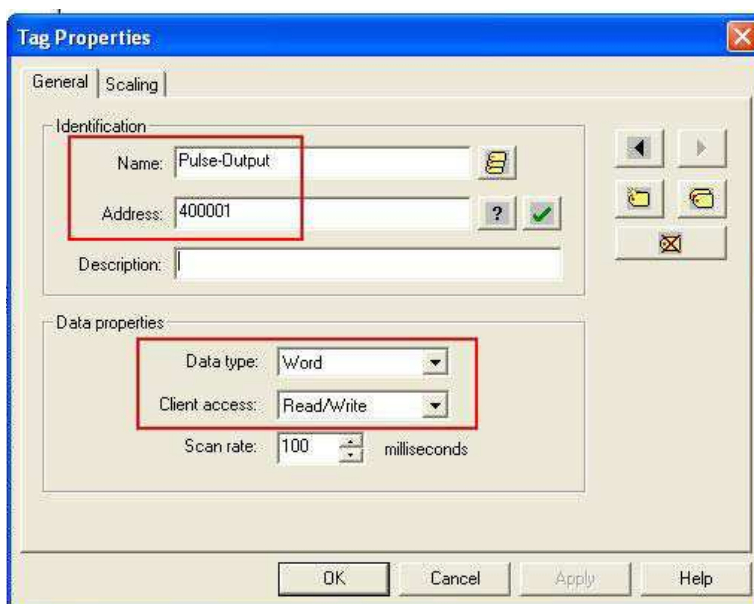 Tag Properties
General
Scaling
Identification
Name: Pulse-Output
Address: 400001
?
Description:
Data properties
Data type: Word
Client access: Read/Write
Scan rate: 100 milliseconds
OK
Cancel
Apply
Help